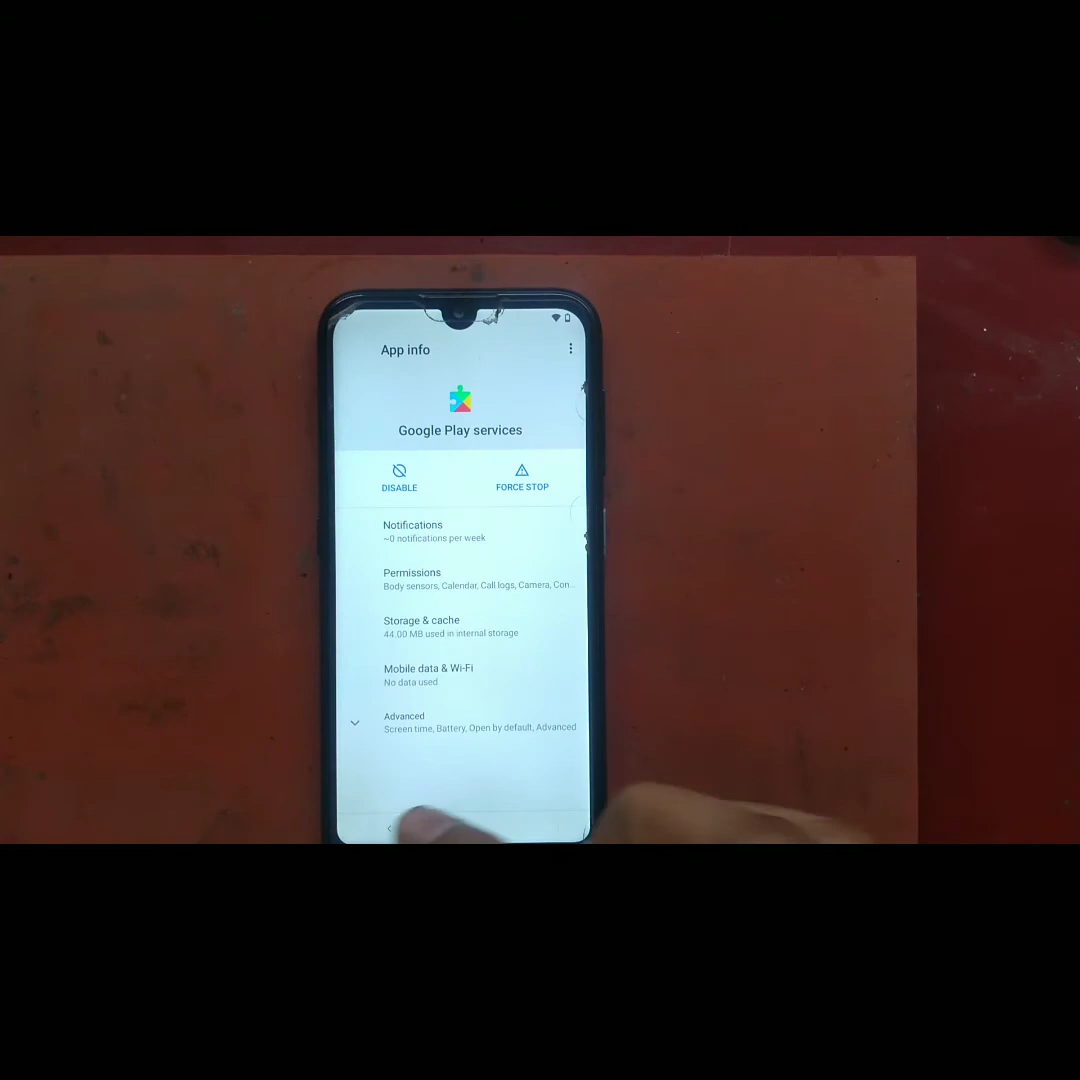 App info
Google Play services
DISABLE
FORCE STOP
Notifications
~0 notifications per week
Permissions
Body sensors, Calendar, Call logs, Camera, Con...
Storage & cache
44.00 MB used in internal storage
Mobile data & Wi-Fi
No data used
Advanced
Screen time, Battery, Open by default, Advanced